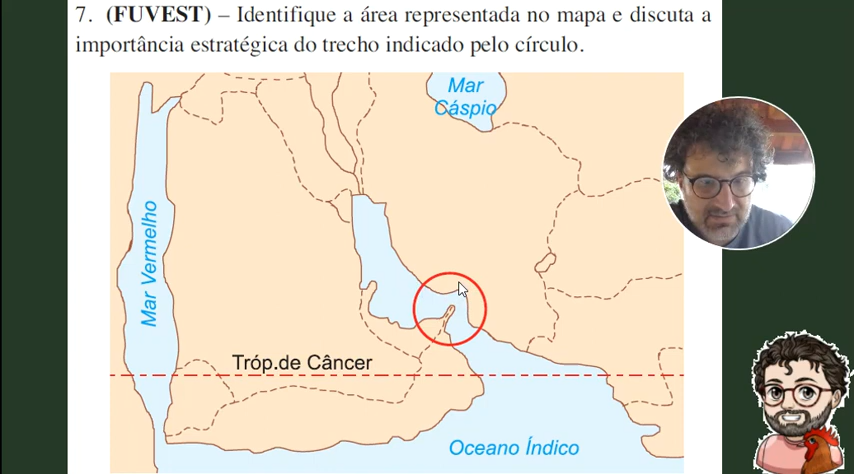 7. (FUVEST) – Identifique a área representada no mapa e discuta a
importância estratégica do trecho indicado pelo círculo.
Mar
Cáspio
Mar Vermelho
Tróp.de Câncer
Oceano Índico